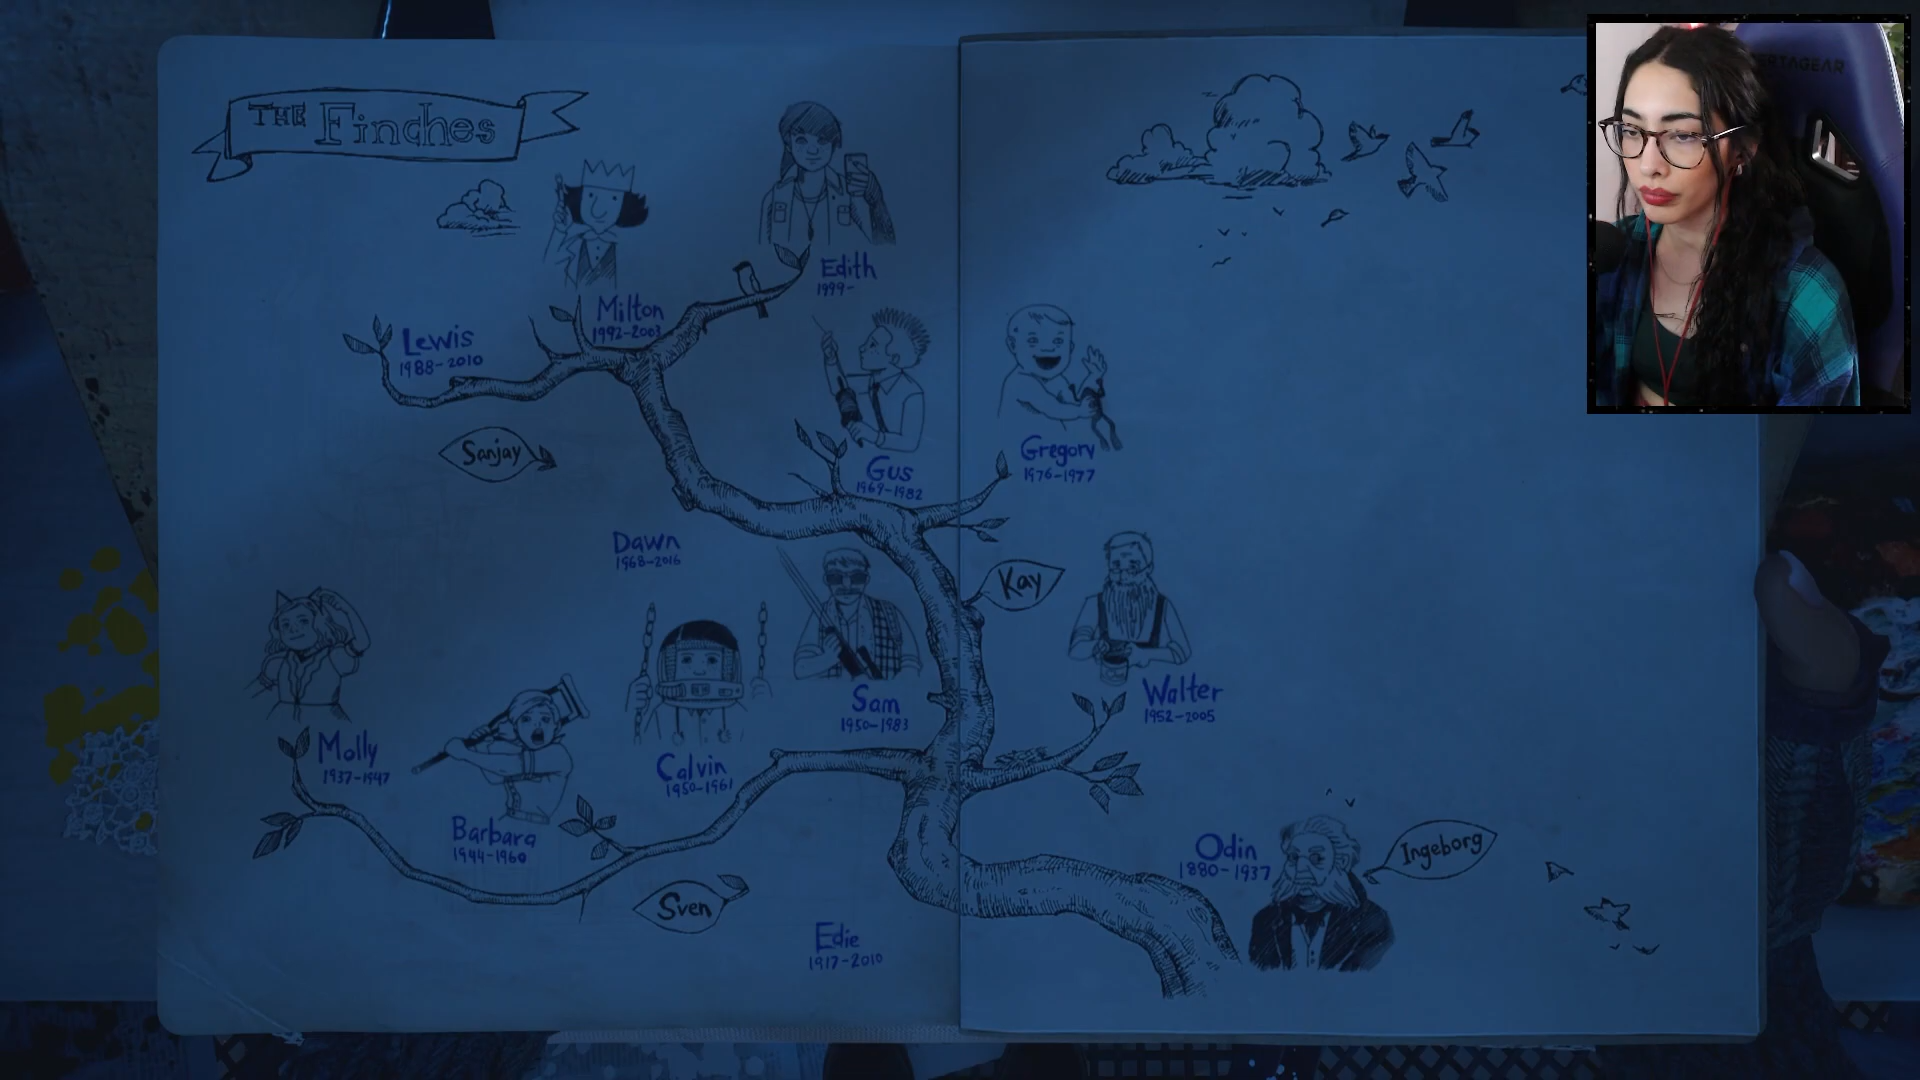 THE Finches
Edith
1999-
Milton
1992-2003
Lewis
1988-2010
Sanjay
Gus
1969-1982
Gregory
1976-1977
Dawn
1968-2016
Kay
Sam
1950-1983
Walter
1952-2005
Molly
1937-1947
Calvin
1950-1961
Barbara
1944-1960
Sven
Edie
1917-2010
Odin
1880-1937
Ingeborg